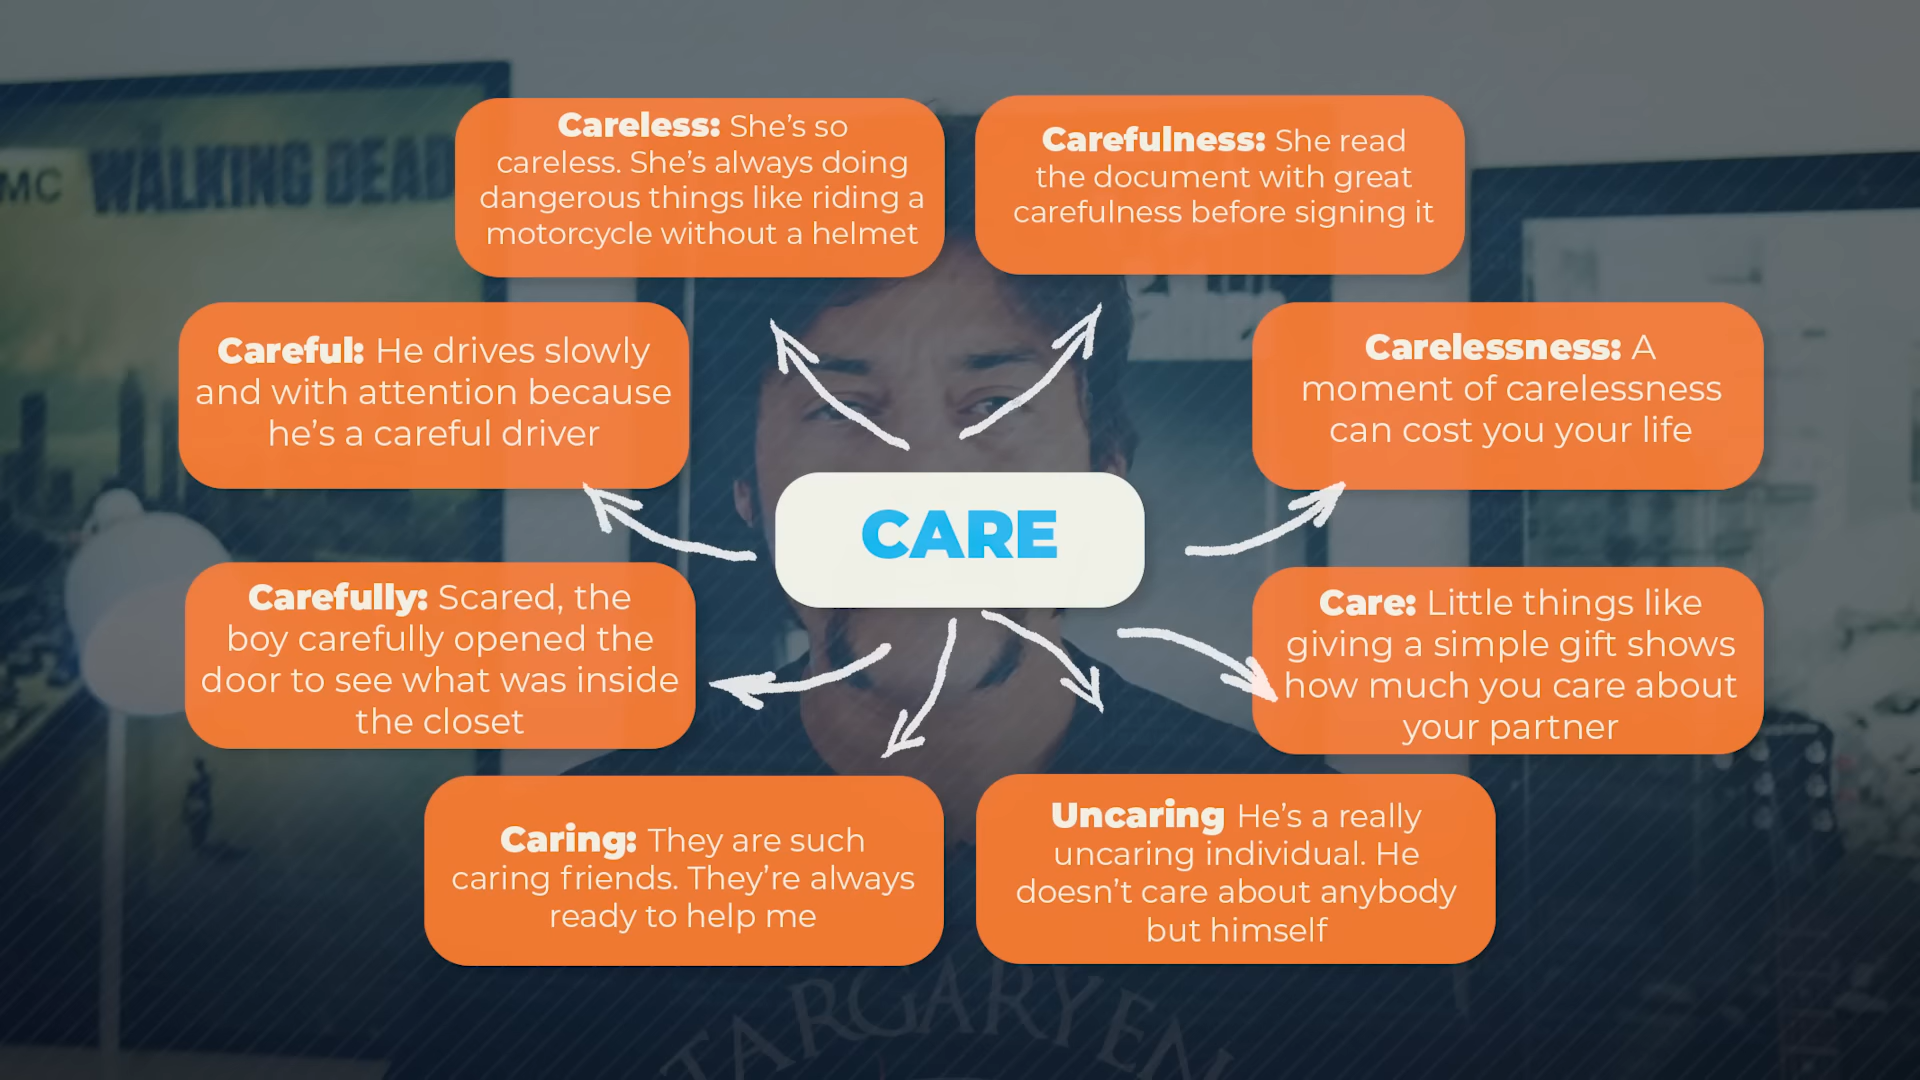 MC
WALKING DEAD
Careless: She's so
careless. She's always doing
dangerous things like riding a
motorcycle without a helmet
Carefulness: She read
the document with great
carefulness before signing it
Careful: He drives slowly
and with attention because
he's a careful driver
Carelessness: A
moment of carelessness
can cost you your life
CARE
Carefully: Scared, the
boy carefully opened the
door to see what was inside
the closet
Care: Little things like
giving a simple gift shows
how much you care about
your partner
Caring: They are such
caring friends. They're always
ready to help me
Uncaring He's a really
uncaring individual. He
doesn't care about anybody
but himself
TARGARYEN